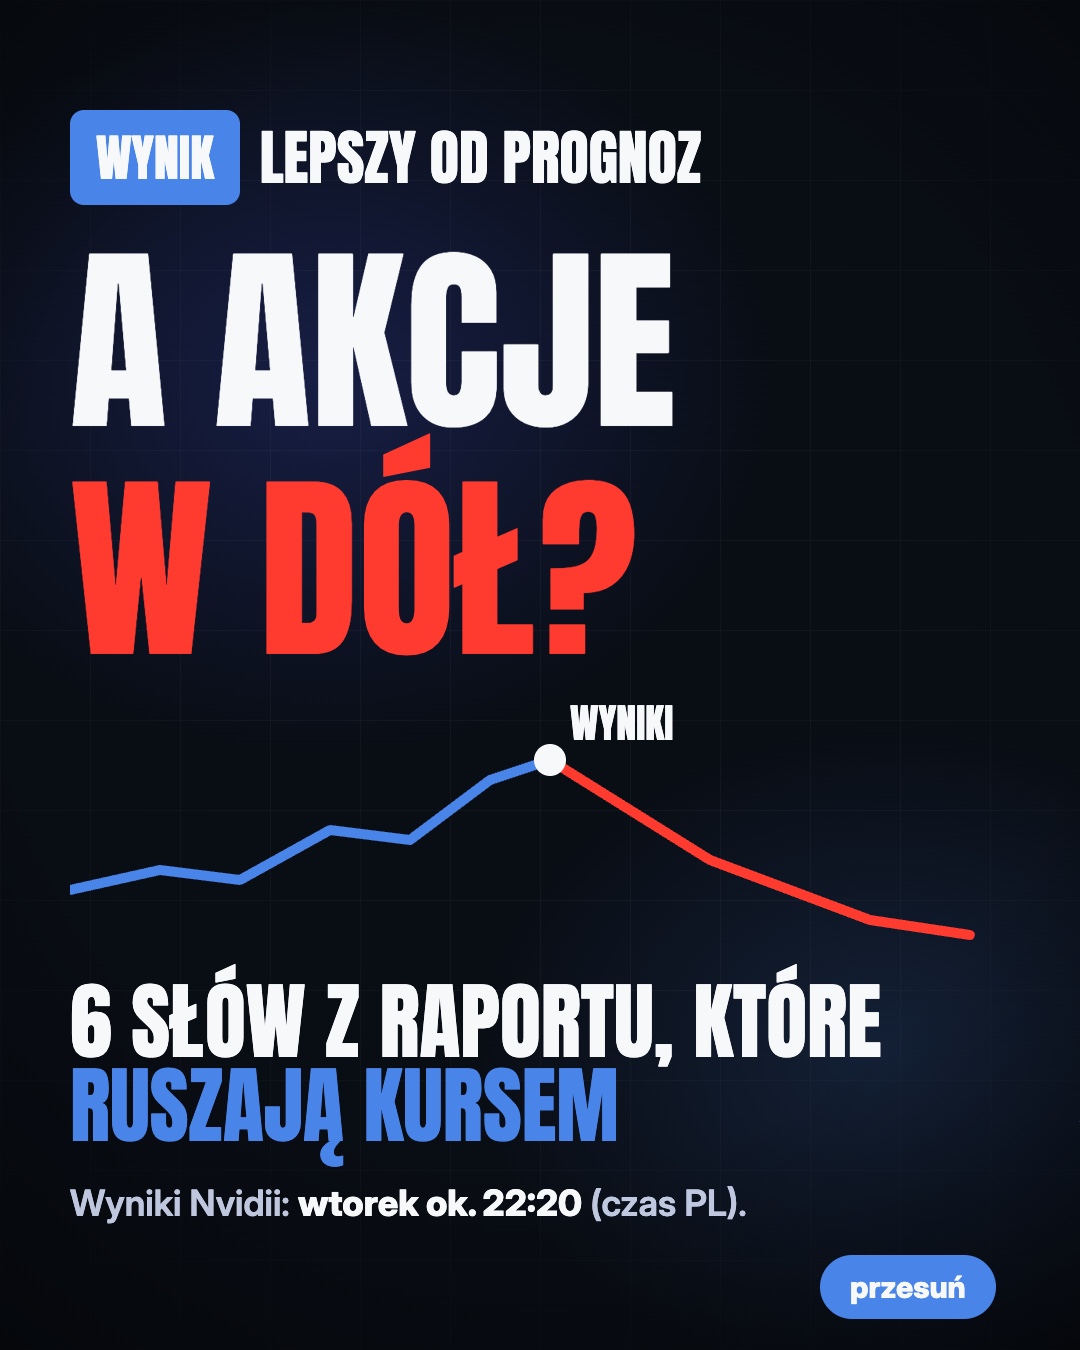 WYNIK LEPSZY OD PROGNOZ
A AKCJE
W DÓŁ?
WYNIKI
6 SŁÓW Z RAPORTU, KTÓRE
RUSZAJĄ KURSEM
Wyniki Nvidii: wtorek ok. 22:20 (czas PL).
przesuń